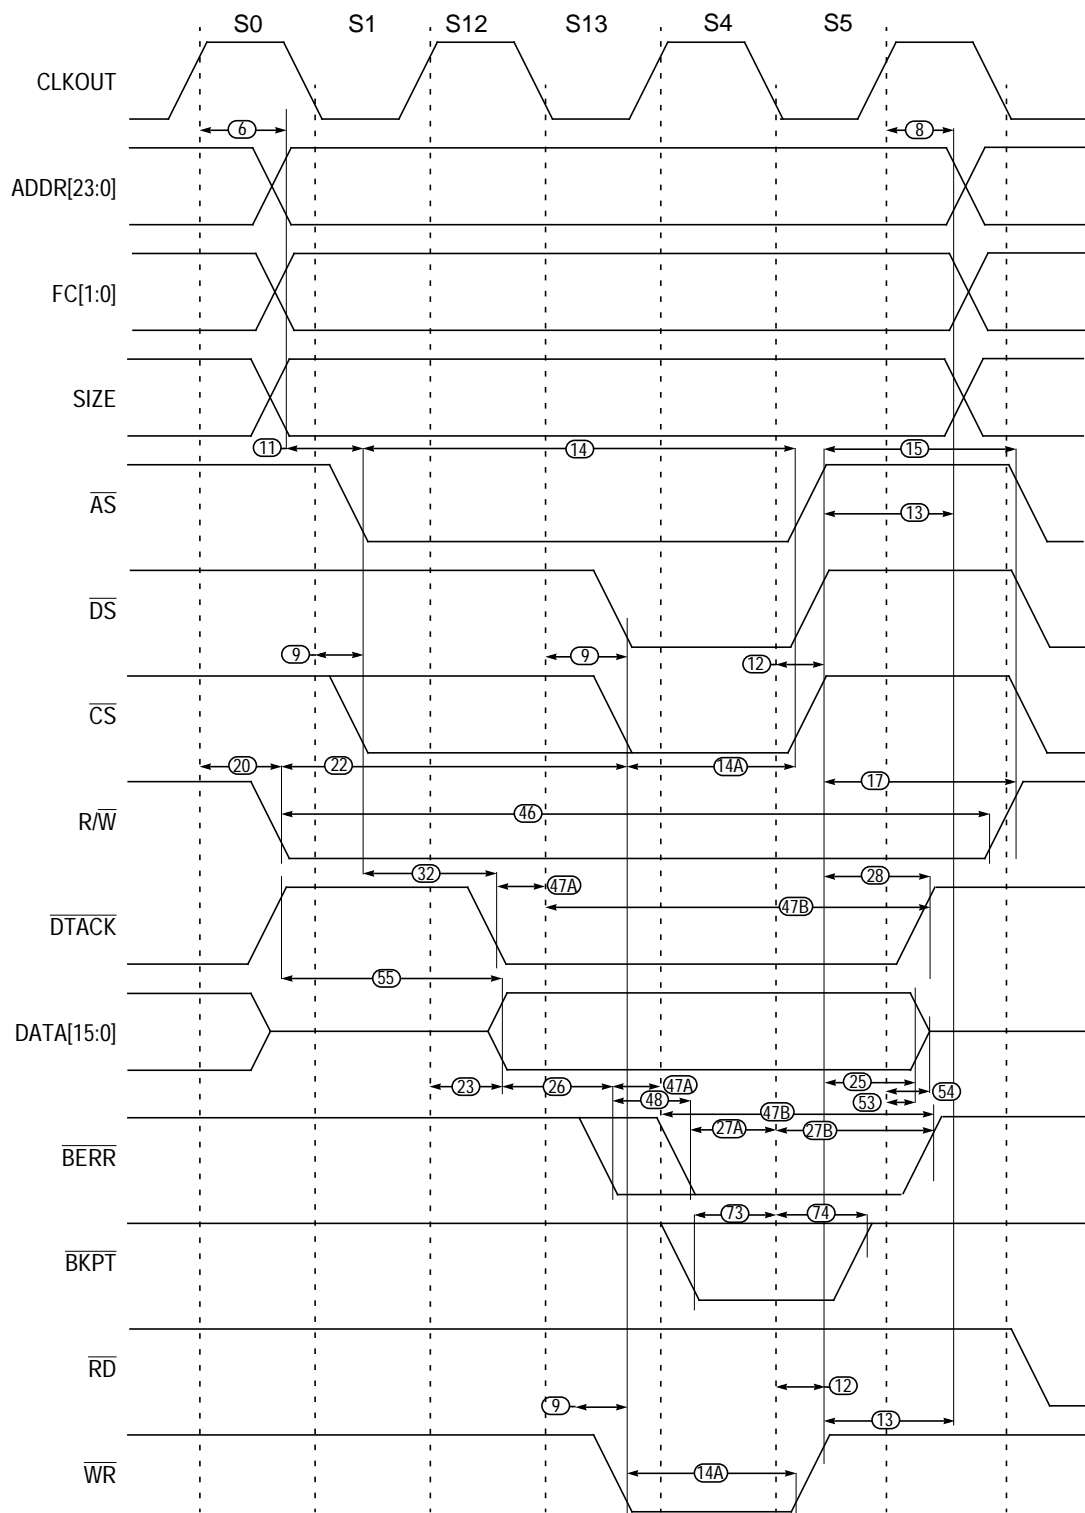 S0 S1 S12 S13 S4 S5
CLKOUT
6 8
ADDR[23:0]
FC[1:0]
SIZE
11 14 15
AS
13
DS
9 9 12
CS
20 22 14A
17
R/W
46
32 47A 28
47B
DTACK
55
DATA[15:0]
23 26 47A 25 54
48 53
47B
27A 27B
BERR
73 74
BKPT
RD
12
9 13
WR
14A